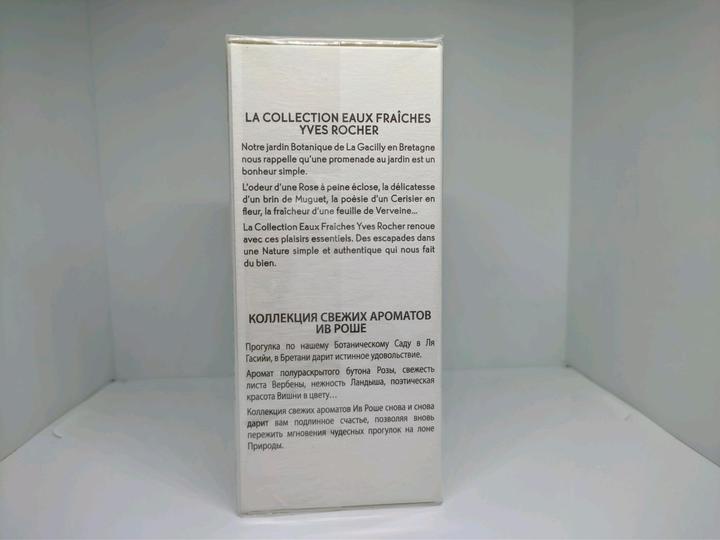 LA COLLECTION EAUX FRAÎCHES
YVES ROCHER
Notre jardin Botanique de La Gacilly en Bretagne
nous rappelle qu'une promenade au jardin est un
bonheur simple.
L'odeur d'une Rose à peine éclose, la délicatesse
d'un brin de Muguet, la poèsie d'un Cerisier en
fleur, la fraîcheur d'une feuille de Verveine...
La Collection Eaux Fraîches Yves Rocher renoue
avec ces plaisirs essentiels. Des escapades dans
une Nature simple et authentique qui nous fait
du bien.
КОЛЛЕКЦИЯ СВЕЖИХ АРОМАТОВ
ИВ РОШЕ
Прогулка по нашему Ботаническому Саду в Ля
Гасийи, в Бретани дарит истинное удовольствие.
Аромат полураскрытого бутона Розы, свежесть
листа Вербены, нежность Ландыша, поэтическая
красота Вишни в цвету...
Коллекция свежих ароматов Ив Роше снова и снова
дарит вам подлинное счастье, позволяя вновь
пережить мгновения чудесных прогулок на лоне
Природы.